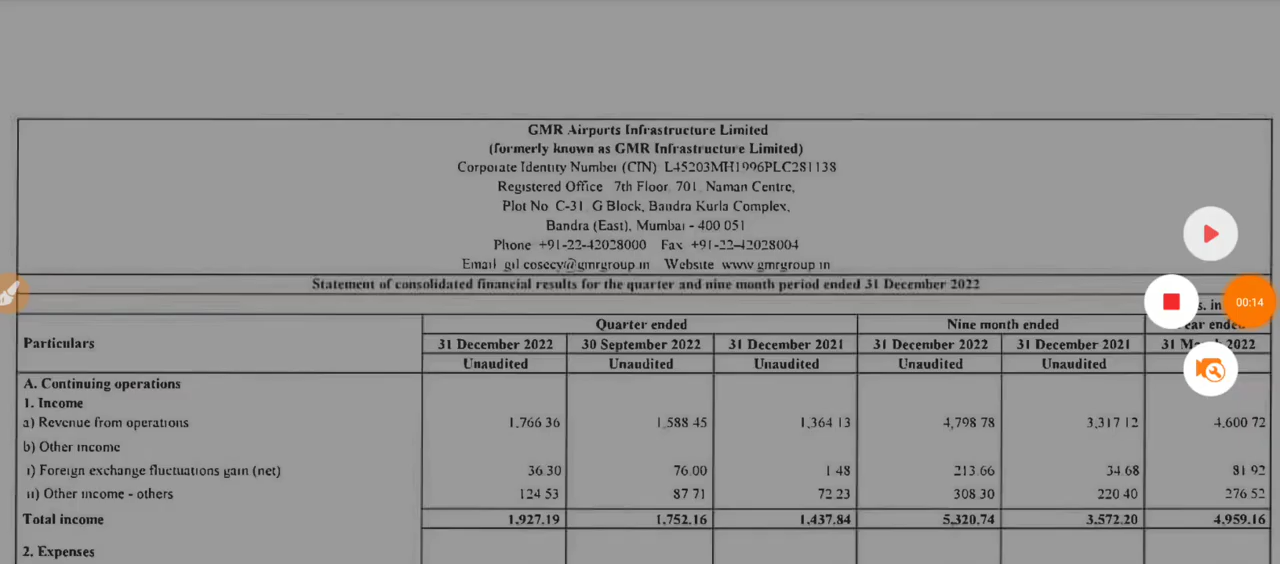 GMR Airports Infrastructure Limited
(formerly known as GMR Infrastructure Limited)
Corporate Identity Number (CIN) L45203MH1996PLC281138
Registered Office 7th Floor 701 Naman Centre,
Plot No C-31 G Block, Bandra Kurla Complex,
Bandra (East), Mumbai - 400 051
Phone +91-22-42028000 Fax +91-22-42028004
Email gil cosecy@gmrgroup in Website www gmrgroup in
Statement of consolidated financial results for the quarter and nine month period ended 31 December 2022
00:14
s. in
Particulars Quarter ended Nine month ended ear ende
31 December 2022 30 September 2022 31 December 2021 31 December 2022 31 December 2021 31 2022
Unaudited Unaudited Unaudited Unaudited Unaudited
A. Continuing operations
1. Income
a) Revenue from operations 1,766 36 1,588 45 1,364 13 4,798 78 3,317 12 4,600 72
b) Other income
i) Foreign exchange fluctuations gain (net) 36.30 76.00 1 48 213.66 34 68 81 92
ii) Other income - others 124 53 87 71 72 23 308 30 220 40 276 52
Total income 1,927.19 1,752.16 1,437.84 5,320.74 3,572.20 4,959.16
2. Expenses